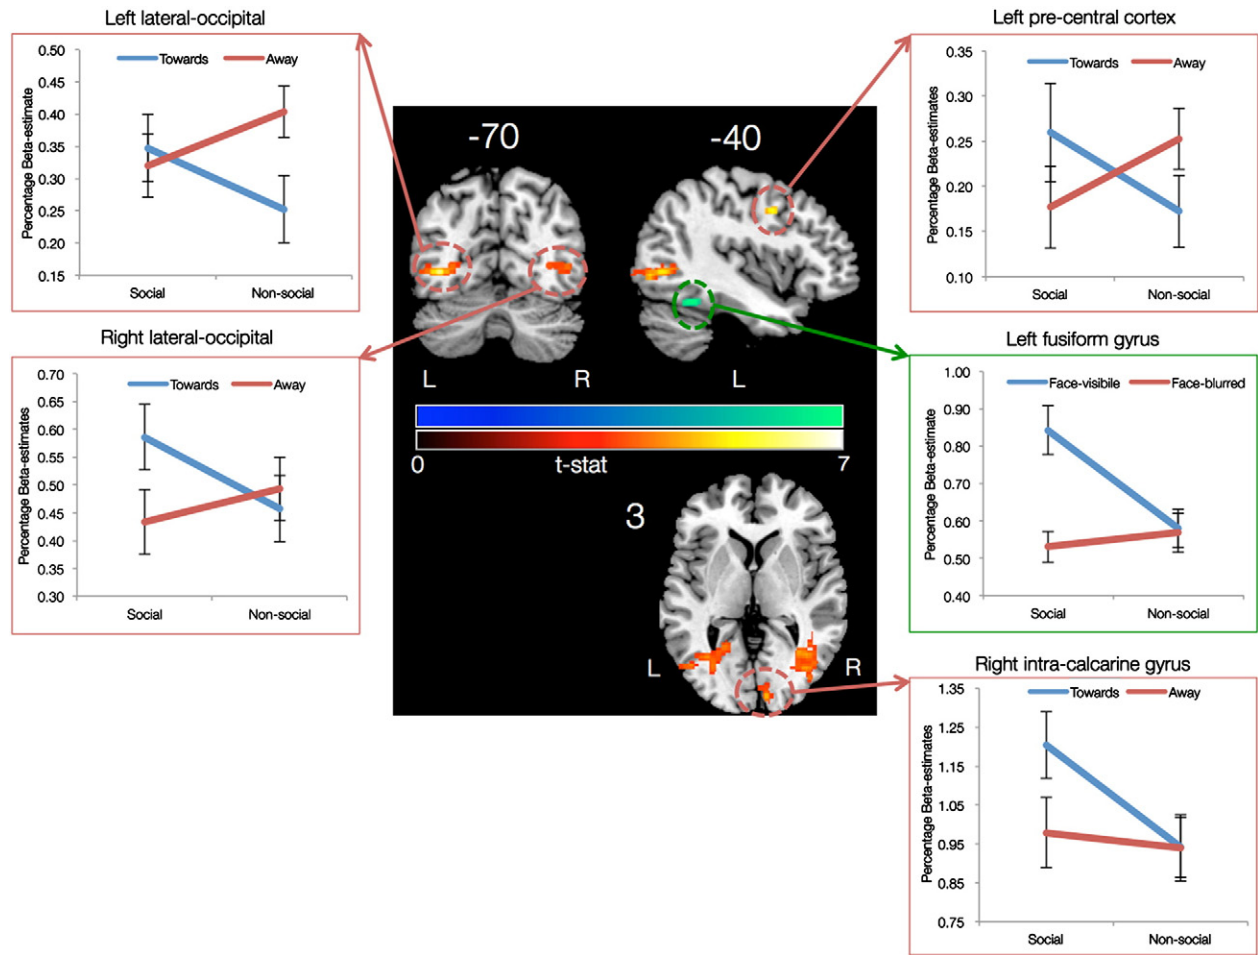 Left lateral-occipital
Towards Away
Percentage Beta-estimate
0.50
0.45
0.40
0.35
0.30
0.25
0.20
0.15
Social Non-social
Right lateral-occipital
Towards Away
Percentage Beta-estimates
0.70
0.65
0.60
0.55
0.50
0.45
0.40
0.35
0.30
Social Non-social
-70
-40
L R L
0 t-stat 7
3
L R
Left pre-central cortex
Towards Away
Percentage Beta-estimates
0.35
0.30
0.25
0.20
0.15
0.10
Social Non-social
Left fusiform gyrus
Face-visibile Face-blurred
Percentage Beta-estimate
1.00
0.90
0.80
0.70
0.60
0.50
0.40
Social Non-social
Right intra-calcarine gyrus
Towards Away
Percentage Beta-estimates
1.35
1.25
1.15
1.05
0.95
0.85
0.75
Social Non-social